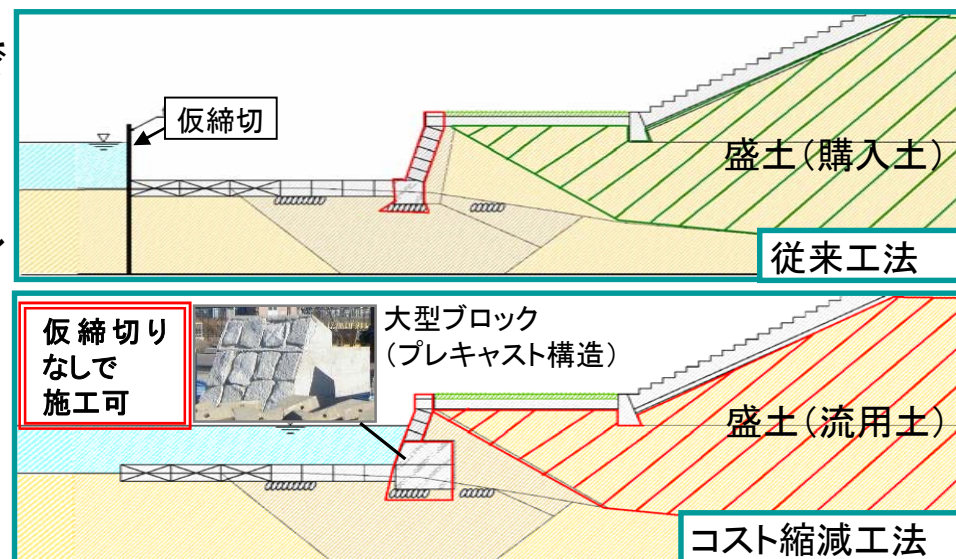 仮締切
盛土（購入土）
従来工法
仮締切り
なしで
施工可
大型ブロック
（プレキャスト構造）
盛土（流用土）
コスト縮減工法